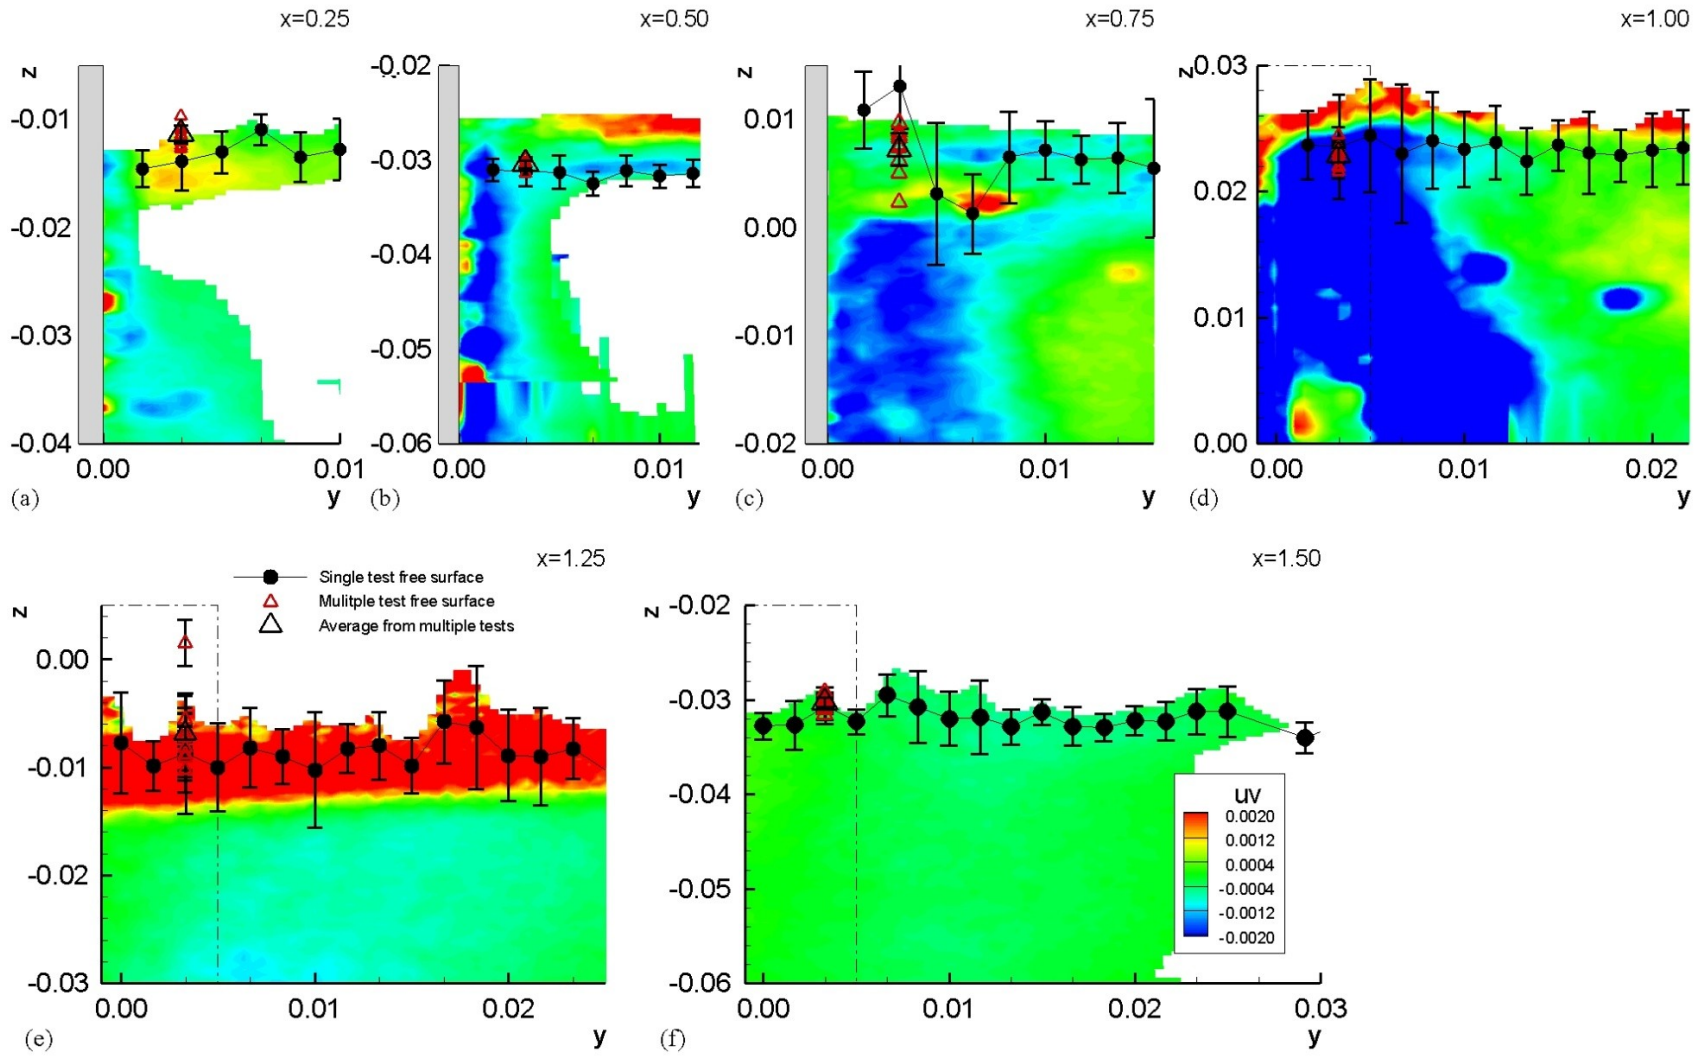 x=0.25
x=0.50
x=0.75
x=1.00
z
-0.01
-0.02
-0.03
-0.04
0.00
0.01
y
(a)
-0.02
-0.03
-0.04
-0.05
-0.06
0.00
0.01
y
(b)
z
0.01
0.00
-0.01
-0.02
0.00
0.01
y
(c)
z
0.03
0.02
0.01
0.00
0.00
0.01
0.02
y
(d)
x=1.25
Single test free surface
Mulitple test free surface
Average from multiple tests
z
0.00
-0.01
-0.02
-0.03
0.00
0.01
0.02
y
(e)
x=1.50
z
-0.02
-0.03
-0.04
-0.05
-0.06
0.00
0.01
0.02
0.03
y
(f)
uv
0.0020
0.0012
0.0004
-0.0004
-0.0012
-0.0020